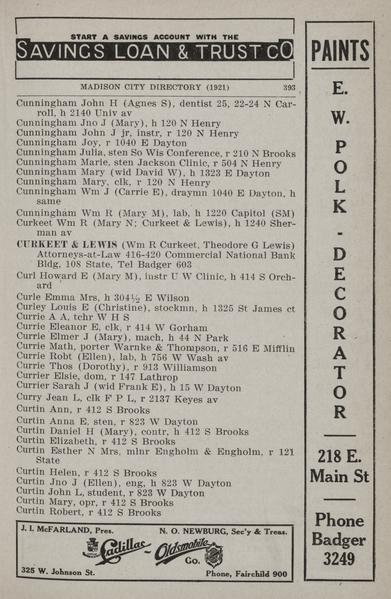 START A SAVINGS ACCOUNT WITH THE
SAVINGS LOAN & TRUST CO
MADISON CITY DIRECTORY (1921) 393
Cunningham John H (Agnes S), dentist 25, 22-24 N Car-
roll, h 2140 Univ av
Cunningham Jno J (Mary), h 120 N Henry
Cunningham John J jr, instr, r 120 N Henry
Cunningham Joy, r 1040 E Dayton
Cunningham Julia, sten So Wis Conference, r 210 N Brooks
Cunningham Marie, sten Jackson Clinic, r 504 N Henry
Cunningham Mary (wid David W), h 1323 E Dayton
Cunningham Mary, clk, r 120 N Henry
Cunningham Wm J (Carrie E), draymn 1040 E Dayton, h
same
Cunningham Wm R (Mary M), lab, h 1220 Capitol (SM)
Curkeet Wm R (Mary N; Curkeet & Lewis), h 1240 Sher-
man av
CURKEET & LEWIS (Wm R Curkeet, Theodore G Lewis)
Attorneys-at-Law 416-420 Commercial National Bank
Bldg, 108 State, Tel Badger 603
Curl Howard E (Mary M), instr U W Clinic, h 414 S Orch-
ard
Curle Emma Mrs, h 304½ E Wilson
Curley Louis E (Christine), stockmn, h 1325 St James ct
Currie A A, tchr W H S
Currie Eleanor E, clk, r 414 W Gorham
Currie Elmer J (Mary), mach, h 44 N Park
Currie Math, porter Warnke & Thompson, r 516 E Mifflin
Currie Robt (Ellen), lab, h 756 W Wash av
Currie Thos (Dorothy), r 913 Williamson
Currier Elsie, dom, r 147 Lathrop
Currier Sarah J (wid Frank E), h 15 W Dayton
Curry Jean L, clk F P L, r 2137 Keyes av
Curtin Ann, r 412 S Brooks
Curtin Anna E, sten, r 823 W Dayton
Curtin Daniel H (Mary), contr, h 412 S Brooks
Curtin Elizabeth, r 412 S Brooks
Curtin Esther N Mrs, mlnr Engholm & Engholm, r 121
State
Curtin Helen, r 412 S Brooks
Curtin Jno J (Ellen), eng, h 823 W Dayton
Curtin John L, student, r 823 W Dayton
Curtin Mary, opr, r 412 S Brooks
Curtin Robert, r 412 S Brooks
J. I. McFARLAND, Pres. N. O. NEWBURG, Sec'y & Treas.
Cadillac - Oldsmobile
Co.
325 W. Johnson St. Phone, Fairchild 900
PAINTS
E.
W.
POLK
-
DECORATOR
218 E.
Main St
Phone
Badger
3249